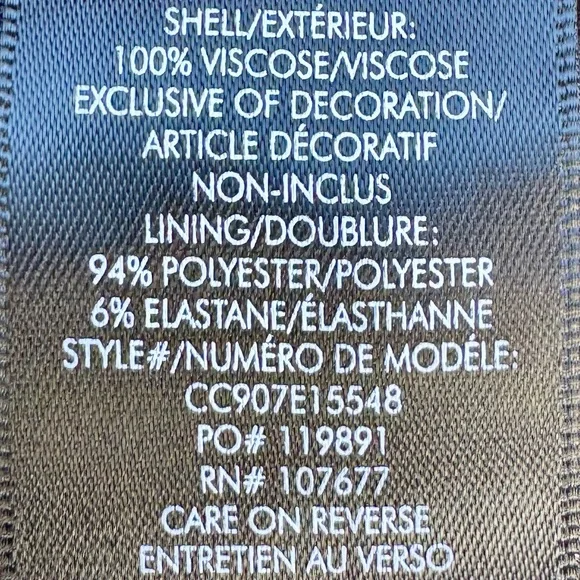 SHELL/EXTÉRIEUR:
100% VISCOSE/VISCOSE
EXCLUSIVE OF DECORATION/
ARTICLE DÉCORATIF
NON-INCLUS
LINING/DOUBLURE:
94% POLYESTER/POLYESTER
6% ELASTANE/ÉLASTHANNE
STYLE#/NUMÉRO DE MODÉLE:
CC907E15548
PO# 119891
RN# 107677
CARE ON REVERSE
ENTRETIEN AU VERSO